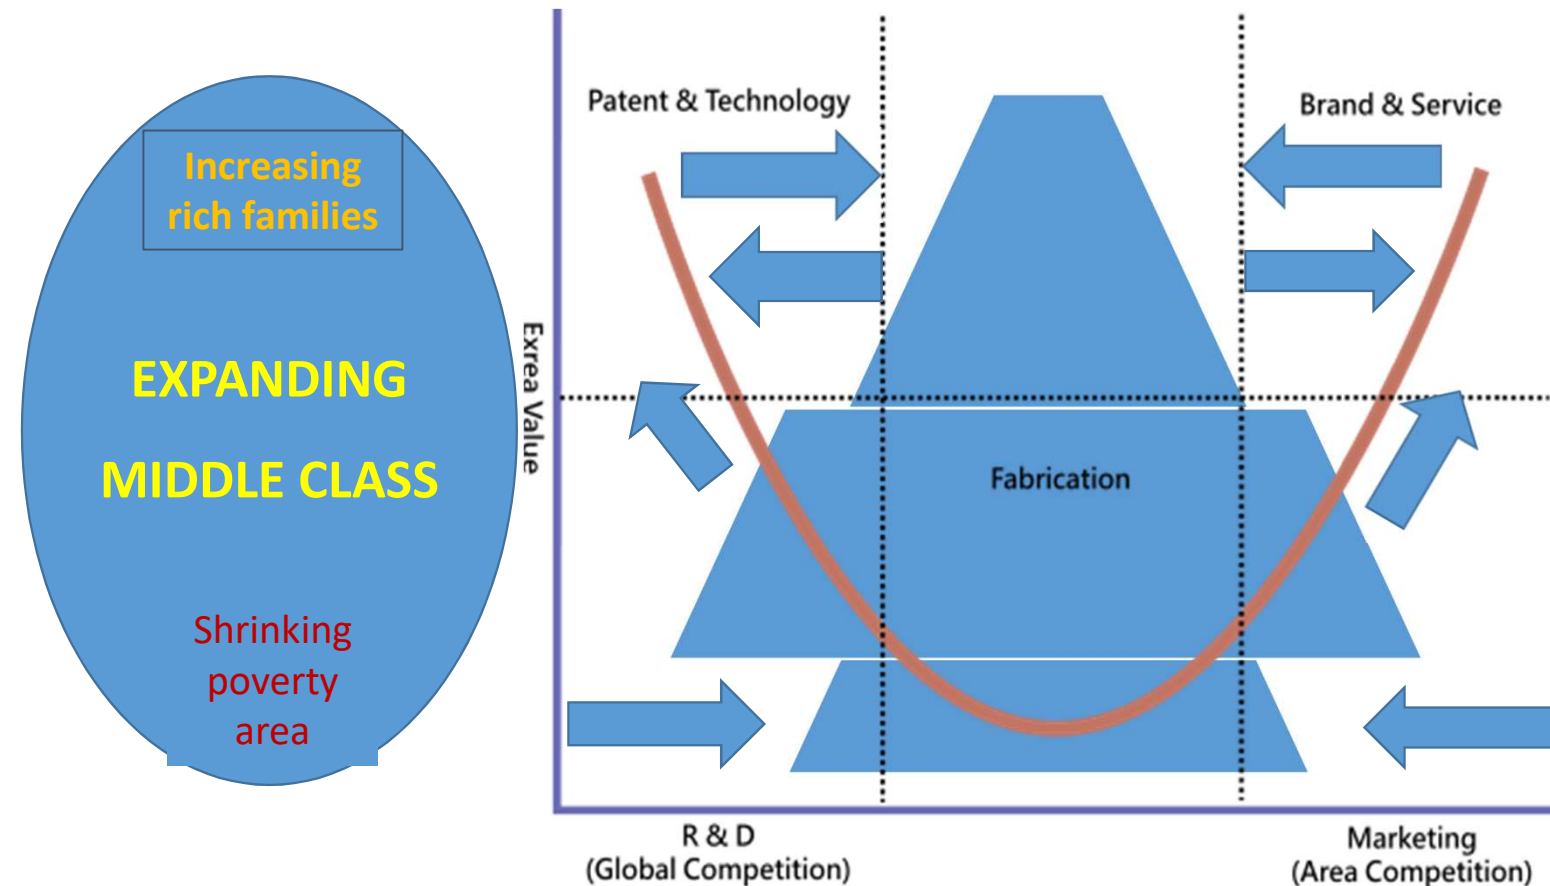 Increasing
rich families
EXPANDING
MIDDLE CLASS
Shrinking
poverty
area
Exrea Value
Patent & Technology
Brand & Service
Fabrication
R & D
(Global Competition)
Marketing
(Area Competition)